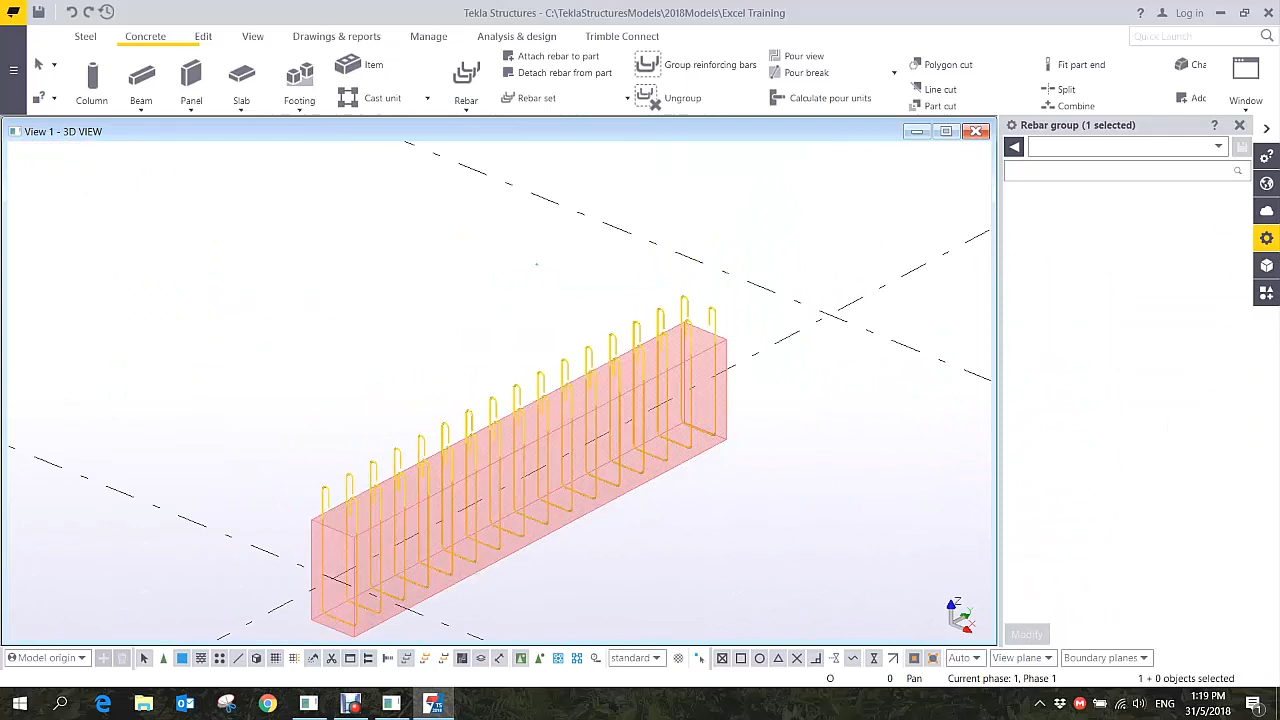 Tekla Structures - C:\TeklaStructuresModels\2018Models\Excel Training
Log in
Steel
Concrete
Edit
View
Drawings & reports
Manage
Analysis & design
Trimble Connect
Quick Launch
Column
Beam
Panel
Slab
Footing
Item
Cast unit
Rebar
Attach rebar to part
Detach rebar from part
Rebar set
Group reinforcing bars
Ungroup
Pour view
Pour break
Calculate pour units
Polygon cut
Line cut
Part cut
Fit part end
Split
Combine
Cha
Adc
Window
View 1 - 3D VIEW
Rebar group (1 selected)
Z
Y
X
Modify
Model origin
standard
Auto
View plane
Boundary planes
O
0
Pan
Current phase: 1, Phase 1
1 + 0 objects selected
1:19 PM
31/5/2018